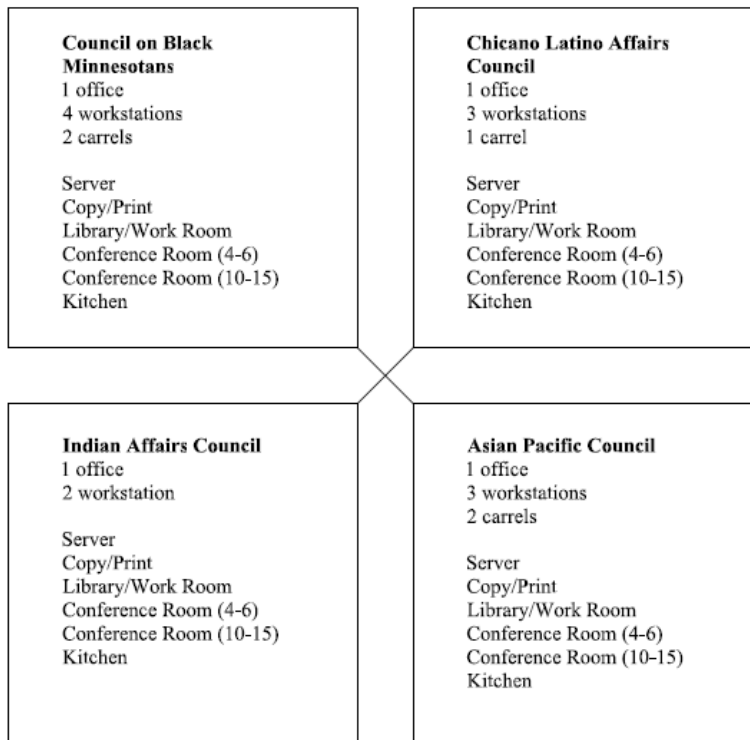 Council on Black
Minnesotans
1 office
4 workstations
2 carrels
Server
Copy/Print
Library/Work Room
Conference Room (4-6)
Conference Room (10-15)
Kitchen
Chicano Latino Affairs
Council
1 office
3 workstations
1 carrel
Server
Copy/Print
Library/Work Room
Conference Room (4-6)
Conference Room (10-15)
Kitchen
Indian Affairs Council
1 office
2 workstation
Server
Copy/Print
Library/Work Room
Conference Room (4-6)
Conference Room (10-15)
Kitchen
Asian Pacific Council
1 office
3 workstations
2 carrels
Server
Copy/Print
Library/Work Room
Conference Room (4-6)
Conference Room (10-15)
Kitchen